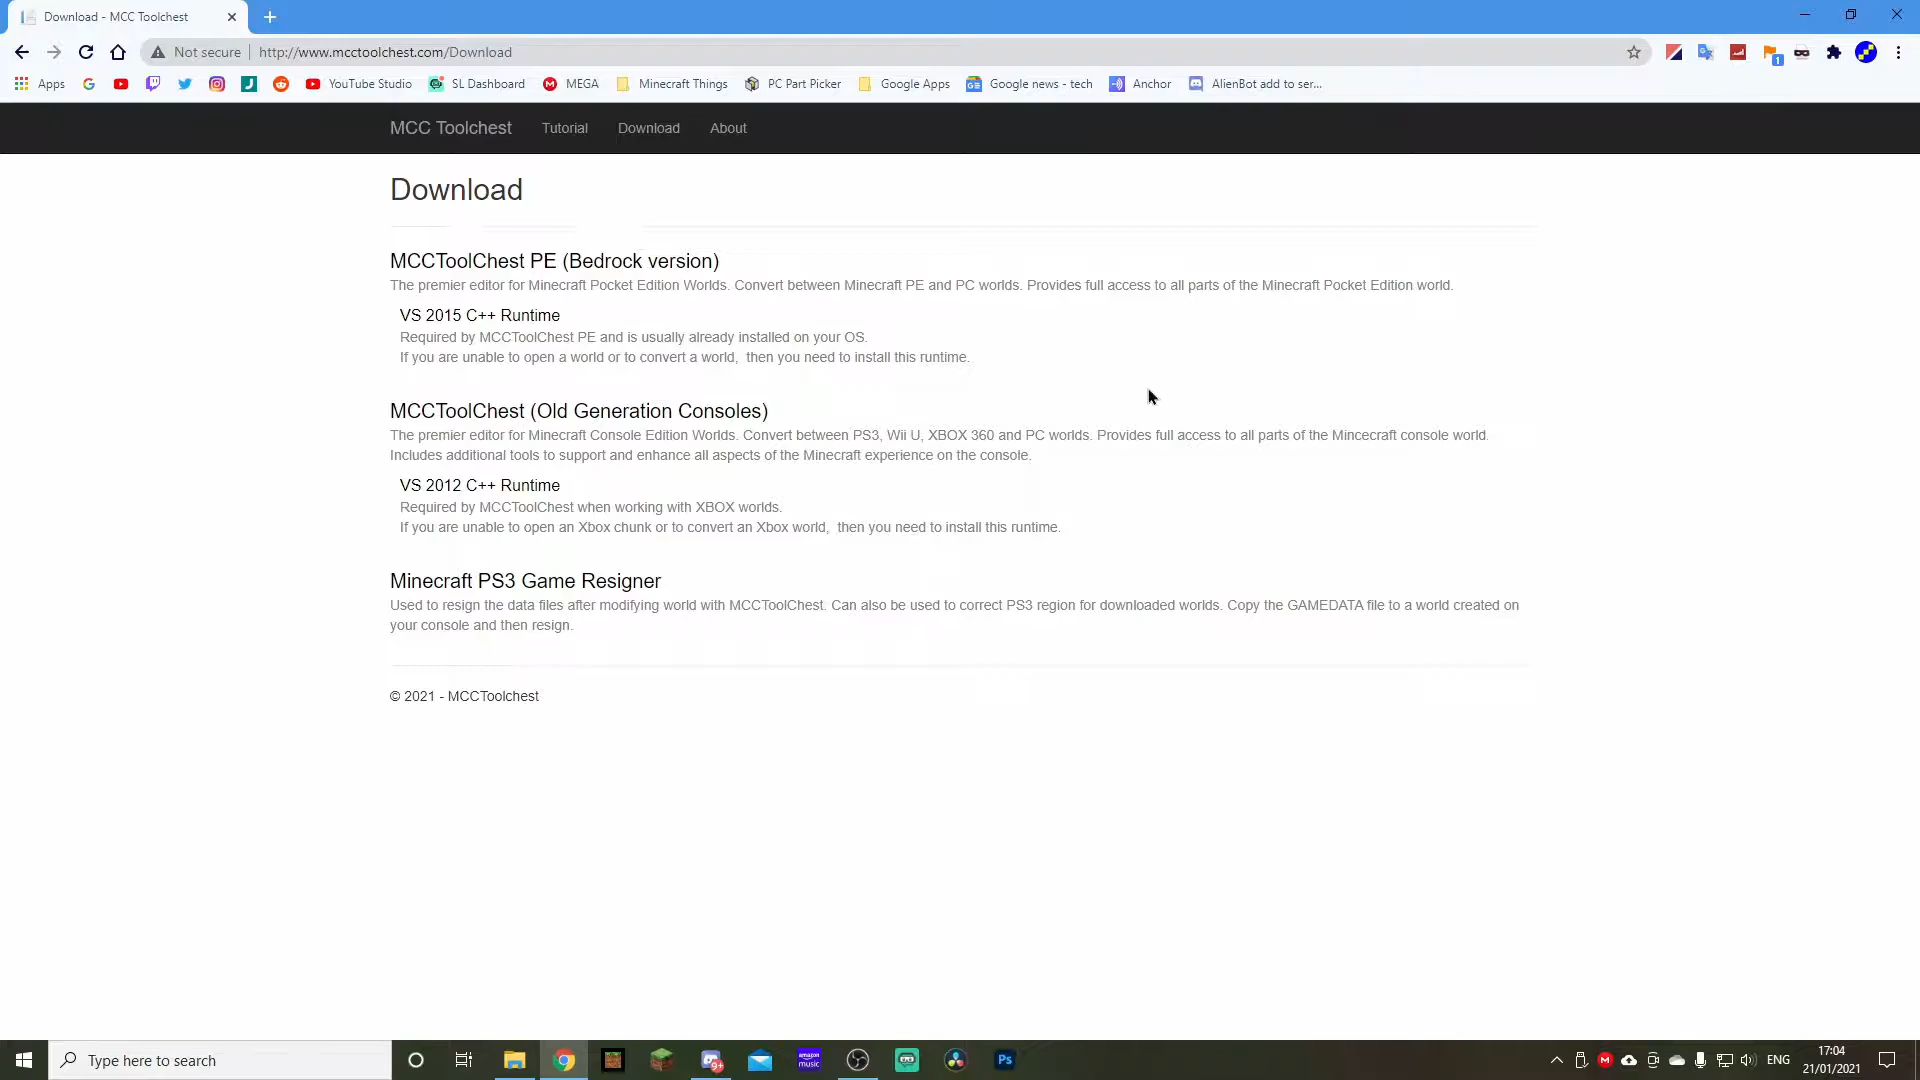 Download - MCC Toolchest
Not secure
http://www.mcctoolchest.com/Download
1
Apps
YouTube Studio
SL Dashboard
MEGA
Minecraft Things
PC Part Picker
Google Apps
Google news - tech
Anchor
AlienBot add to ser...
MCC Toolchest
Tutorial
Download
About
Download
MCCToolChest PE (Bedrock version)
The premier editor for Minecraft Pocket Edition Worlds. Convert between Minecraft PE and PC worlds. Provides full access to all parts of the Minecraft Pocket Edition world.
VS 2015 C++ Runtime
Required by MCCToolChest PE and is usually already installed on your OS.
If you are unable to open a world or to convert a world, then you need to install this runtime.
MCCToolChest (Old Generation Consoles)
The premier editor for Minecraft Console Edition Worlds. Convert between PS3, Wii U, XBOX 360 and PC worlds. Provides full access to all parts of the Mincecraft console world.
Includes additional tools to support and enhance all aspects of the Minecraft experience on the console.
VS 2012 C++ Runtime
Required by MCCToolChest when working with XBOX worlds.
If you are unable to open an Xbox chunk or to convert an Xbox world, then you need to install this runtime.
Minecraft PS3 Game Resigner
Used to resign the data files after modifying world with MCCToolChest. Can also be used to correct PS3 region for downloaded worlds. Copy the GAMEDATA file to a world created on
your console and then resign.
© 2021 - MCCToolchest
Type here to search
9+
amazon
music
Ps
ENG
17:04
21/01/2021